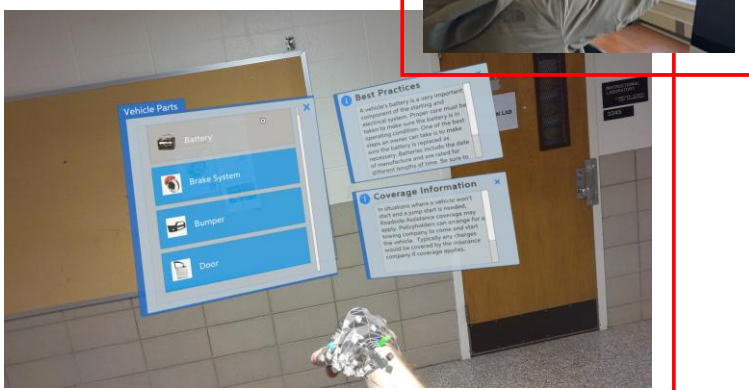 Vehicle Parts
Battery
Brake System
Bumper
Door
Best Practices
A vehicle's battery is a very important
component of the starting and
electrical system. Proper care must be
taken to make sure the battery is in
operating condition. One of the best
steps an owner can take is to make
sure the battery is replaced as
necessary. Batteries include the date
of manufacture and are rated for
different lengths of time. Be sure to
Coverage Information
In situations where a vehicle won't
start and a jump start is needed,
Roadside Assistance coverage may
apply. Policyholders can arrange for a
towing company to come and start
the vehicle. Typically any charges
would be covered by the insurance
company if coverage applies.
N LAB
INSTRUCTIONAL
LABORATORY
3345